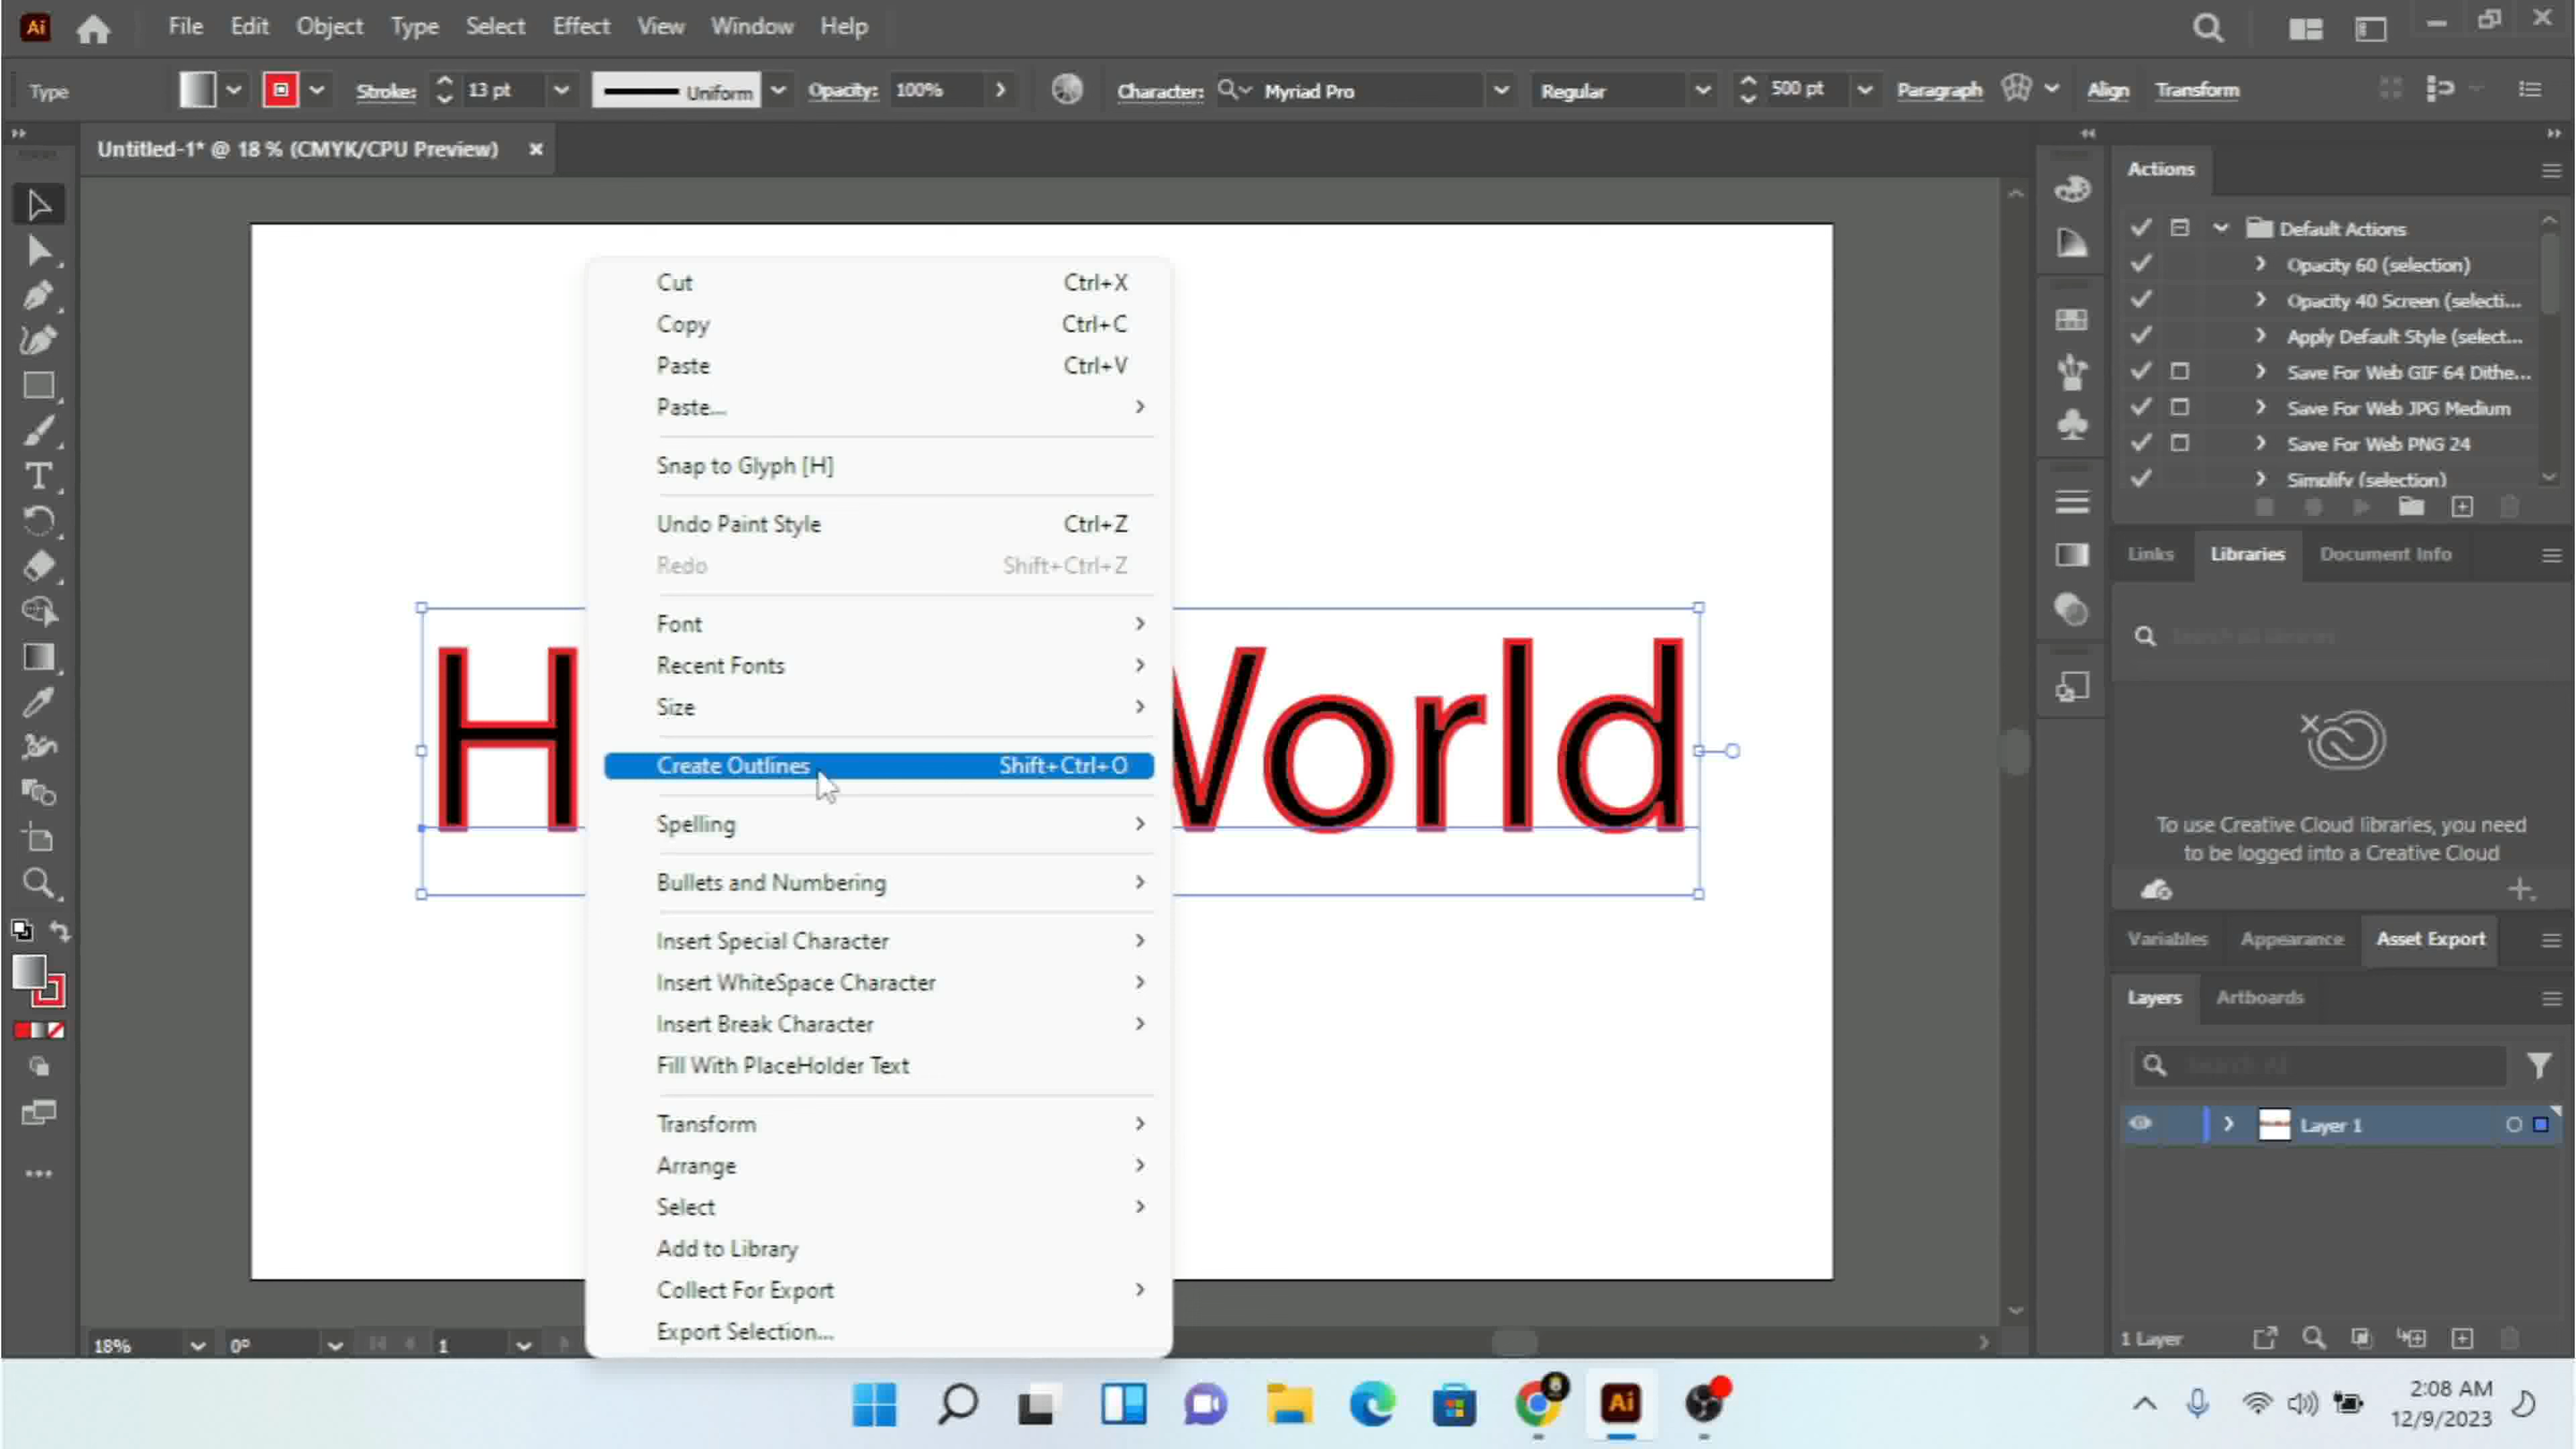 Ai File Edit Object Type Select Effect View Window Help
Type Stroke: 13 pt Uniform Opacity: 100% Character: Myriad Pro Regular 500 pt Paragraph Align Transform
Untitled-1* @ 18 % (CMYK/CPU Preview) ×
Actions
Default Actions
Opacity 60 (selection)
Opacity 40 Screen (selecti...
Apply Default Style (select...
Save For Web GIF 64 Dithe...
Save For Web JPG Medium
Save For Web PNG 24
Simplify (selection)
Links Libraries Document Info
To use Creative Cloud libraries, you need
to be logged into a Creative Cloud
Variables Appearance Asset Export
Layers Artboards
Layer 1
1 Layer
Cut Ctrl+X
Copy Ctrl+C
Paste Ctrl+V
Paste...
Snap to Glyph [H]
Undo Paint Style Ctrl+Z
Redo Shift+Ctrl+Z
Font
Recent Fonts
Size
Create Outlines Shift+Ctrl+O
Spelling
Bullets and Numbering
Insert Special Character
Insert WhiteSpace Character
Insert Break Character
Fill With PlaceHolder Text
Transform
Arrange
Select
Add to Library
Collect For Export
Export Selection...
H World
18% 0° 1
Ai
2:08 AM
12/9/2023